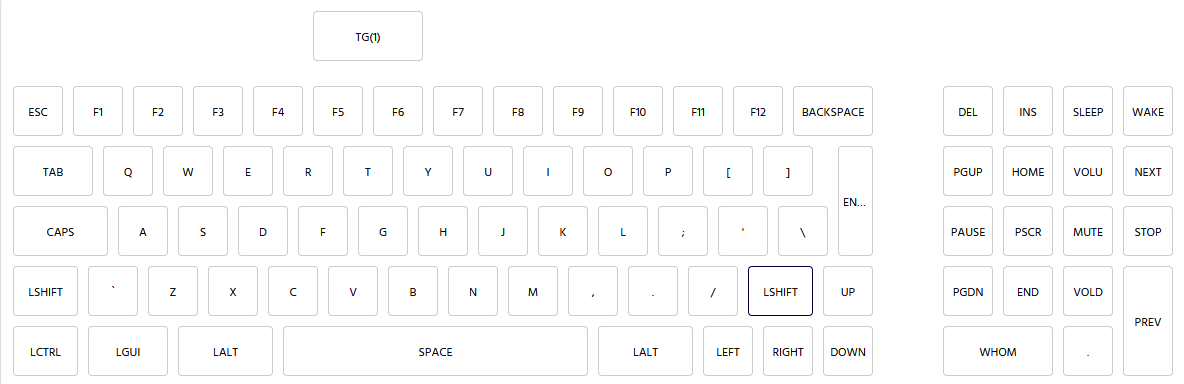 TG(1)
ESC F1 F2 F3 F4 F5 F6 F7 F8 F9 F10 F11 F12 BACKSPACE DEL INS SLEEP WAKE
TAB Q W E R T Y U I O P [ ] EN... PGUP HOME VOLU NEXT
CAPS A S D F G H J K L ; ' \ PAUSE PSCR MUTE STOP
LSHIFT ` Z X C V B N M , . / LSHIFT UP PGDN END VOLD PREV
LCTRL LGUI LALT SPACE LALT LEFT RIGHT DOWN WHOM .